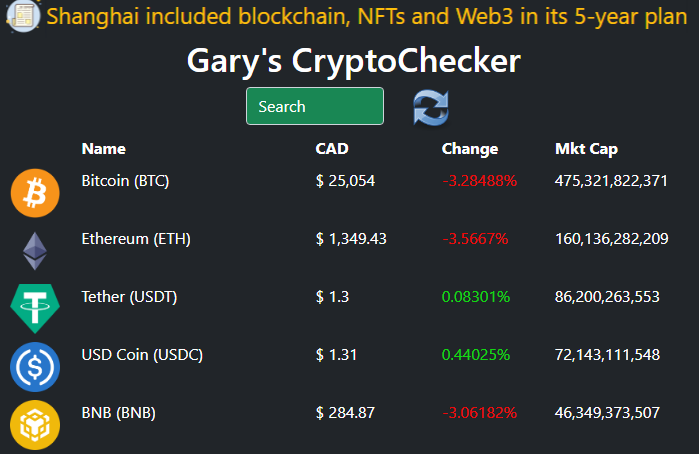 Shanghai included blockchain, NFTs and Web3 in its 5-year plan
Gary's CryptoChecker
Search
Name CAD Change Mkt Cap
Bitcoin (BTC) $ 25,054 -3.28488% 475,321,822,371
Ethereum (ETH) $ 1,349.43 -3.5667% 160,136,282,209
Tether (USDT) $ 1.3 0.08301% 86,200,263,553
USD Coin (USDC) $ 1.31 0.44025% 72,143,111,548
BNB (BNB) $ 284.87 -3.06182% 46,349,373,507